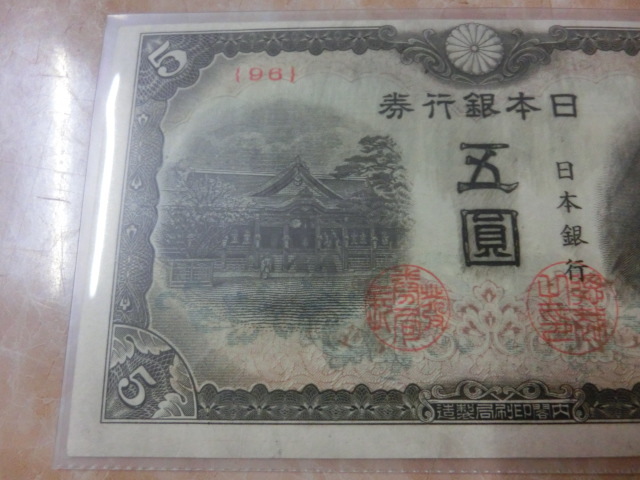 5
{96}
券行銀本日
五
圓
日本銀行
5
造製局刷印閣内